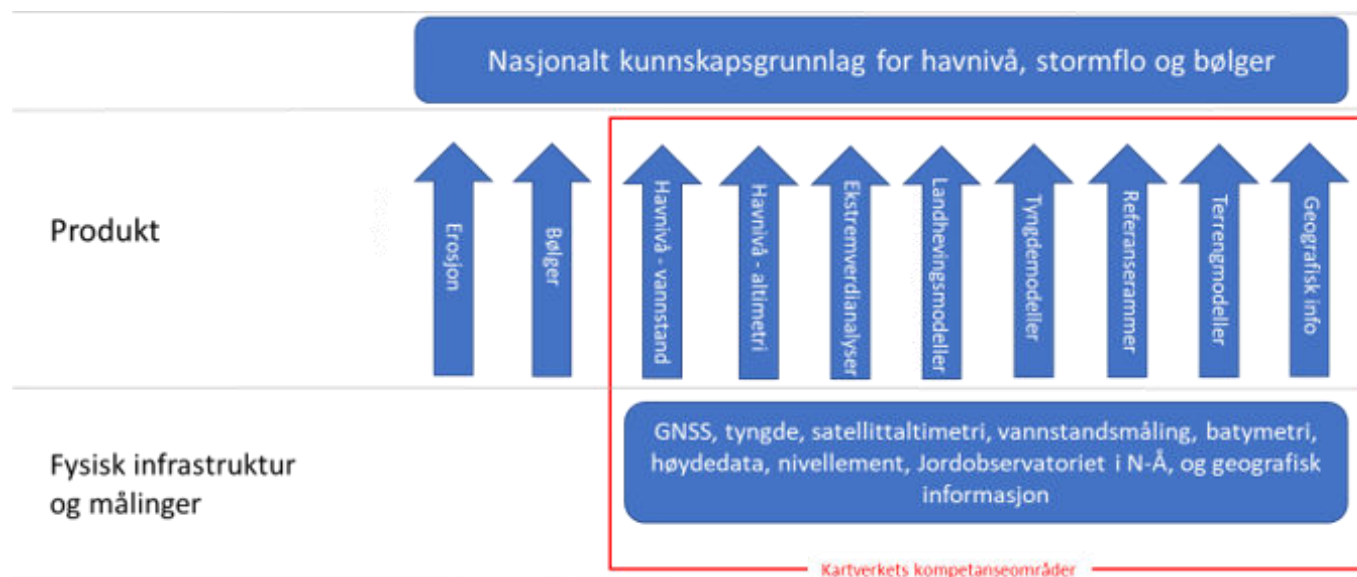 Nasjonalt kunnskapsgrunnlag for havnivå, stormflo og bølger
Produkt
Erosjon
Bølger
Havnivå - vannstand
Havnivå - altimetri
Ekstremverdianalyser
Landhevingsmodeller
Tyngdemodeller
Referanserammer
Terrengmodeller
Geografisk info
Fysisk infrastruktur
og målinger
GNSS, tyngde, satellittaltimetri, vannstandsmåling, batymetri,
høydedata, nivellement, Jordobservatoriet i N-Å, og geografisk
informasjon
Kartverkets kompetanseområder